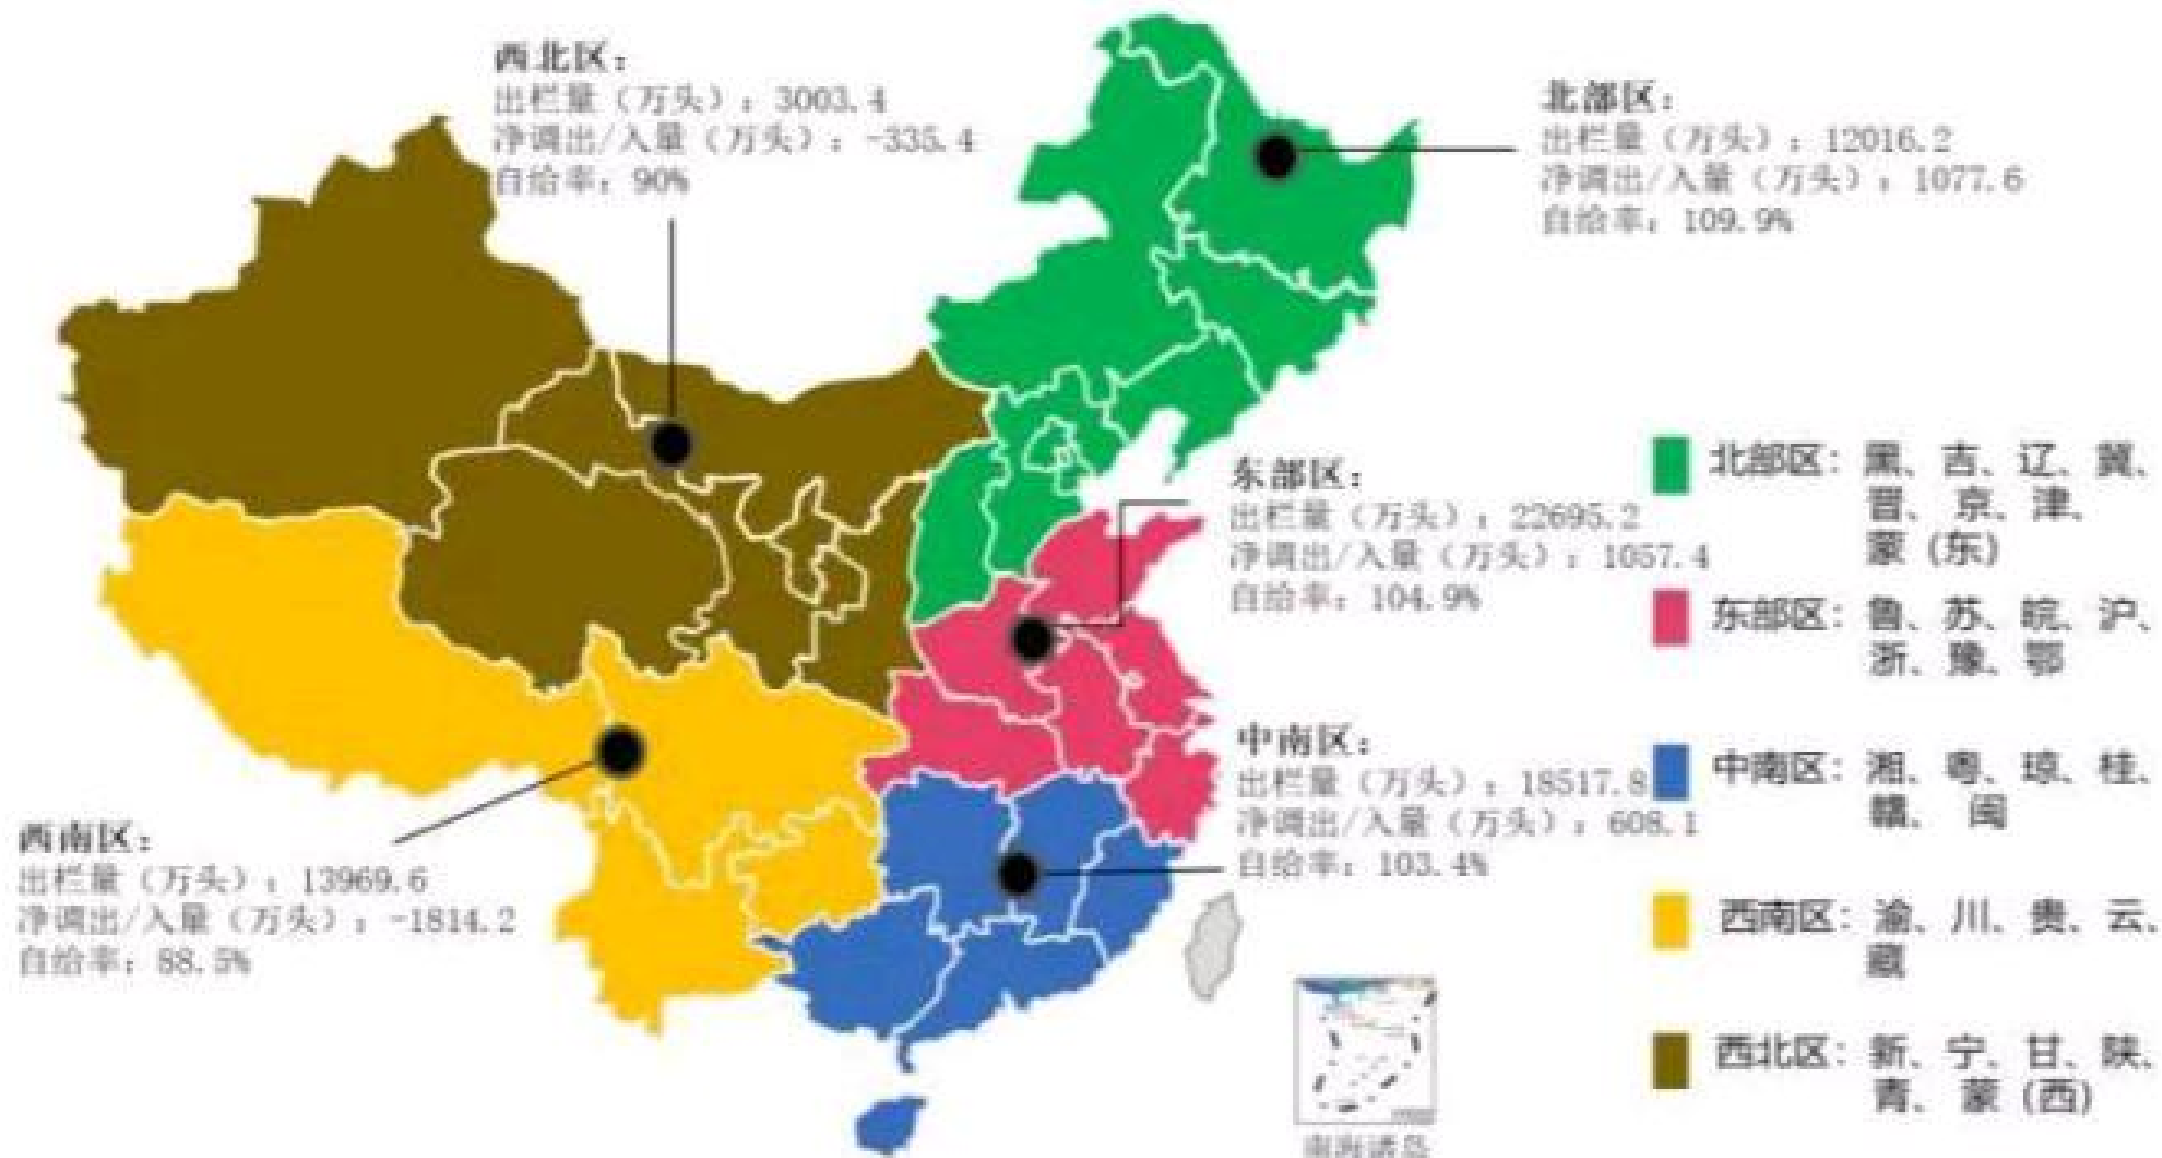 西北区：
出栏量（万头）：3003.4
净调出/入量（万头）：-335.4
自给率：90%
北部区：
出栏量（万头）：12016.2
净调出/入量（万头）：1077.6
自给率：109.9%
东部区：
出栏量（万头）：22695.2
净调出/入量（万头）：1057.4
自给率：104.9%
中南区：
出栏量（万头）：18517.8
净调出/入量（万头）：608.1
自给率：103.4%
西南区：
出栏量（万头）：13969.6
净调出/入量（万头）：-1814.2
自给率：88.5%
北部区：黑、吉、辽、冀、
晋、京、津、
蒙（东）
东部区：鲁、苏、皖、沪、
浙、豫、鄂
中南区：湘、粤、琼、桂、
赣、闽
西南区：渝、川、贵、云、
藏
西北区：新、宁、甘、陕、
青、蒙（西）
南海诸岛